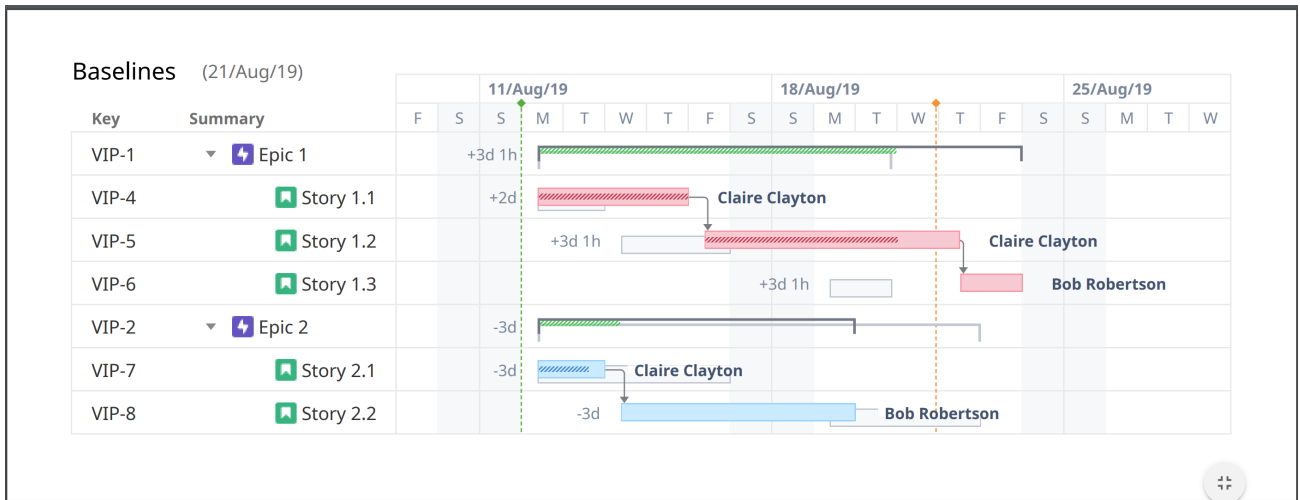 Baselines (21/Aug/19)
11/Aug/19 18/Aug/19 25/Aug/19
Key Summary F S S M T W T F S S M T W T F S S M T W
VIP-1 Epic 1 +3d 1h
VIP-4 Story 1.1 +2d Claire Clayton
VIP-5 Story 1.2 +3d 1h Claire Clayton
VIP-6 Story 1.3 +3d 1h Bob Robertson
VIP-2 Epic 2 -3d
VIP-7 Story 2.1 -3d Claire Clayton
VIP-8 Story 2.2 -3d Bob Robertson